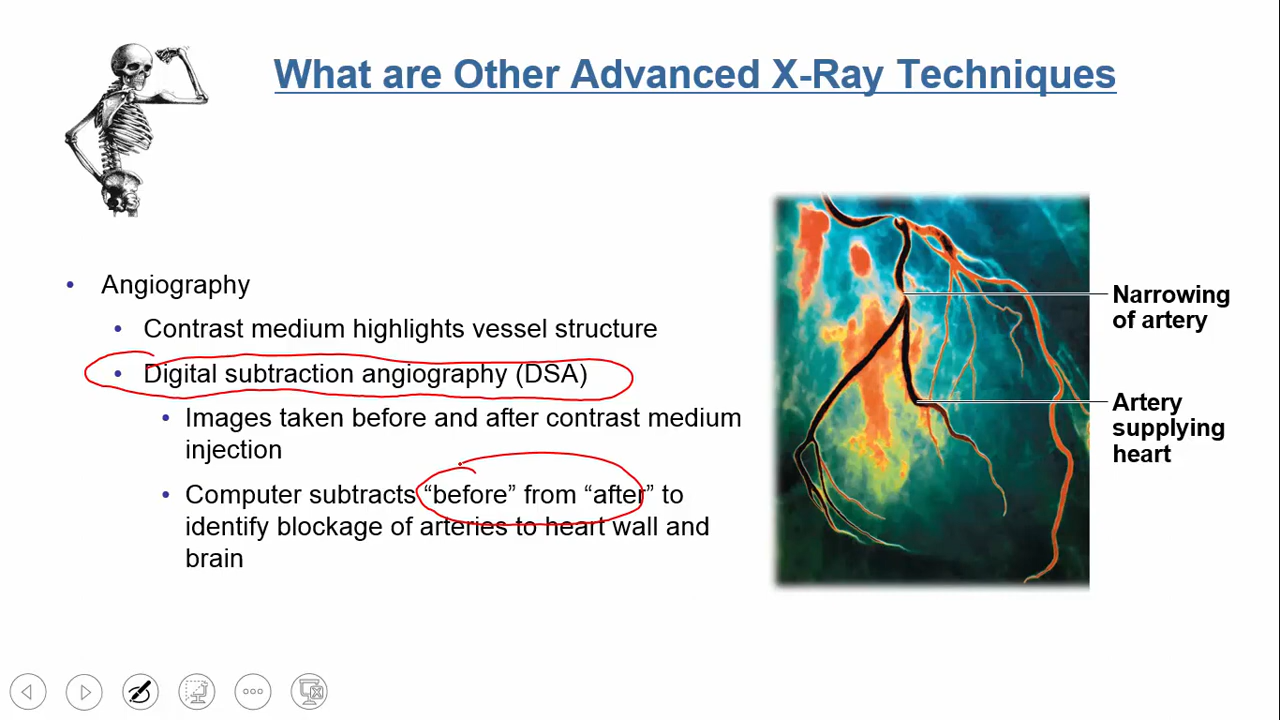 What are Other Advanced X-Ray Techniques
• Angiography
• Contrast medium highlights vessel structure
• Digital subtraction angiography (DSA)
• Images taken before and after contrast medium
injection
• Computer subtracts “before” from “after” to
identify blockage of arteries to heart wall and
brain
Narrowing
of artery
Artery
supplying
heart